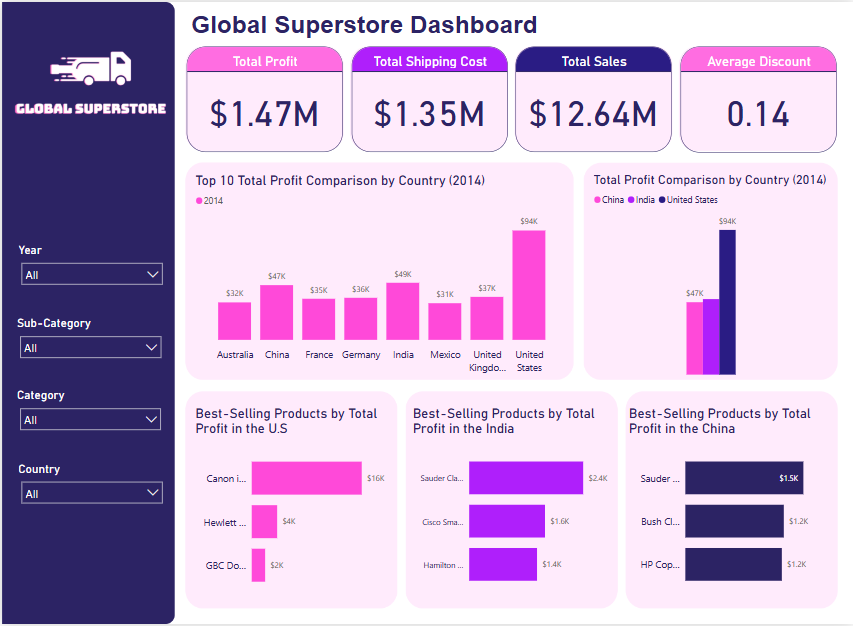 Global Superstore Dashboard
GLOBAL SUPERSTORE
Total Profit
$1.47M
Total Shipping Cost
$1.35M
Total Sales
$12.64M
Average Discount
0.14
Year
All
Sub-Category
All
Category
All
Country
All
Top 10 Total Profit Comparison by Country (2014)
2014
$32K
$47K
$35K
$36K
$49K
$31K
$37K
$94K
Australia
China
France
Germany
India
Mexico
United
Kingdo...
United
States
Total Profit Comparison by Country (2014)
China India United States
$47K
$94K
Best-Selling Products by Total
Profit in the U.S
Canon i... $16K
Hewlett ... $4K
GBC Do... $2K
Best-Selling Products by Total
Profit in the India
Sauder Cla... $2.4K
Cisco Sma... $1.6K
Hamilton ... $1.4K
Best-Selling Products by Total
Profit in the China
Sauder ... $1.5K
Bush Cl... $1.2K
HP Cop... $1.2K